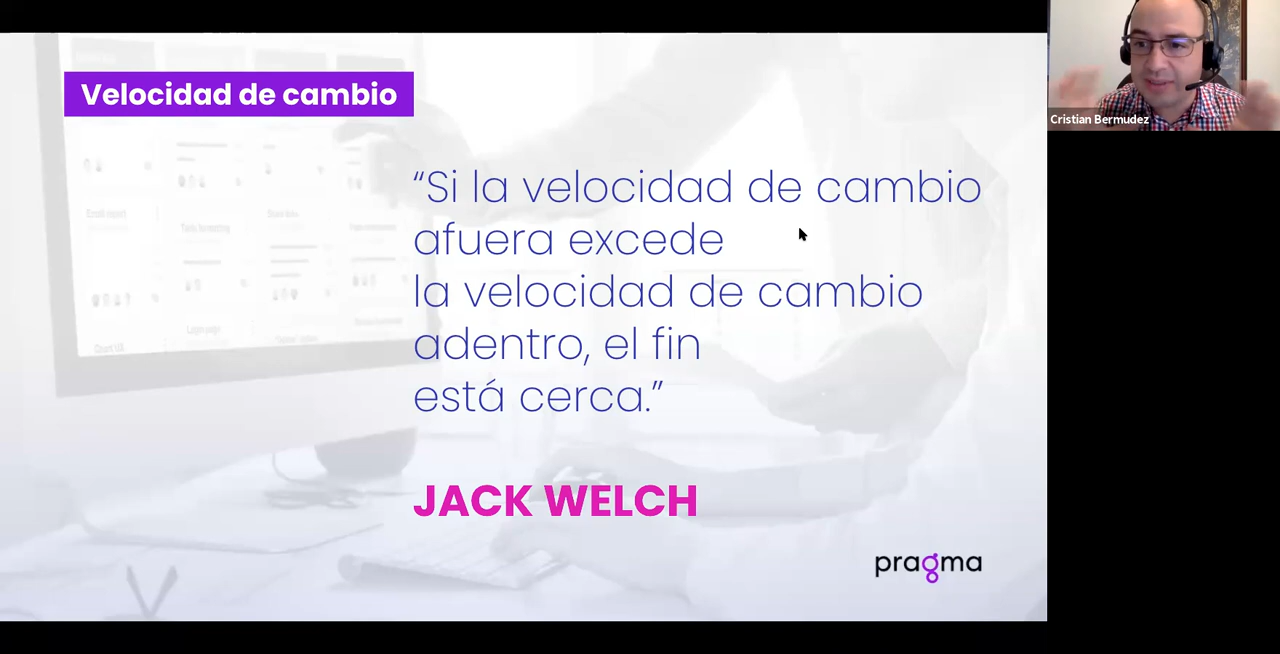 Velocidad de cambio
“Si la velocidad de cambio
afuera excede
la velocidad de cambio
adentro, el fin
está cerca.”
JACK WELCH
pragma
Cristian Bermudez